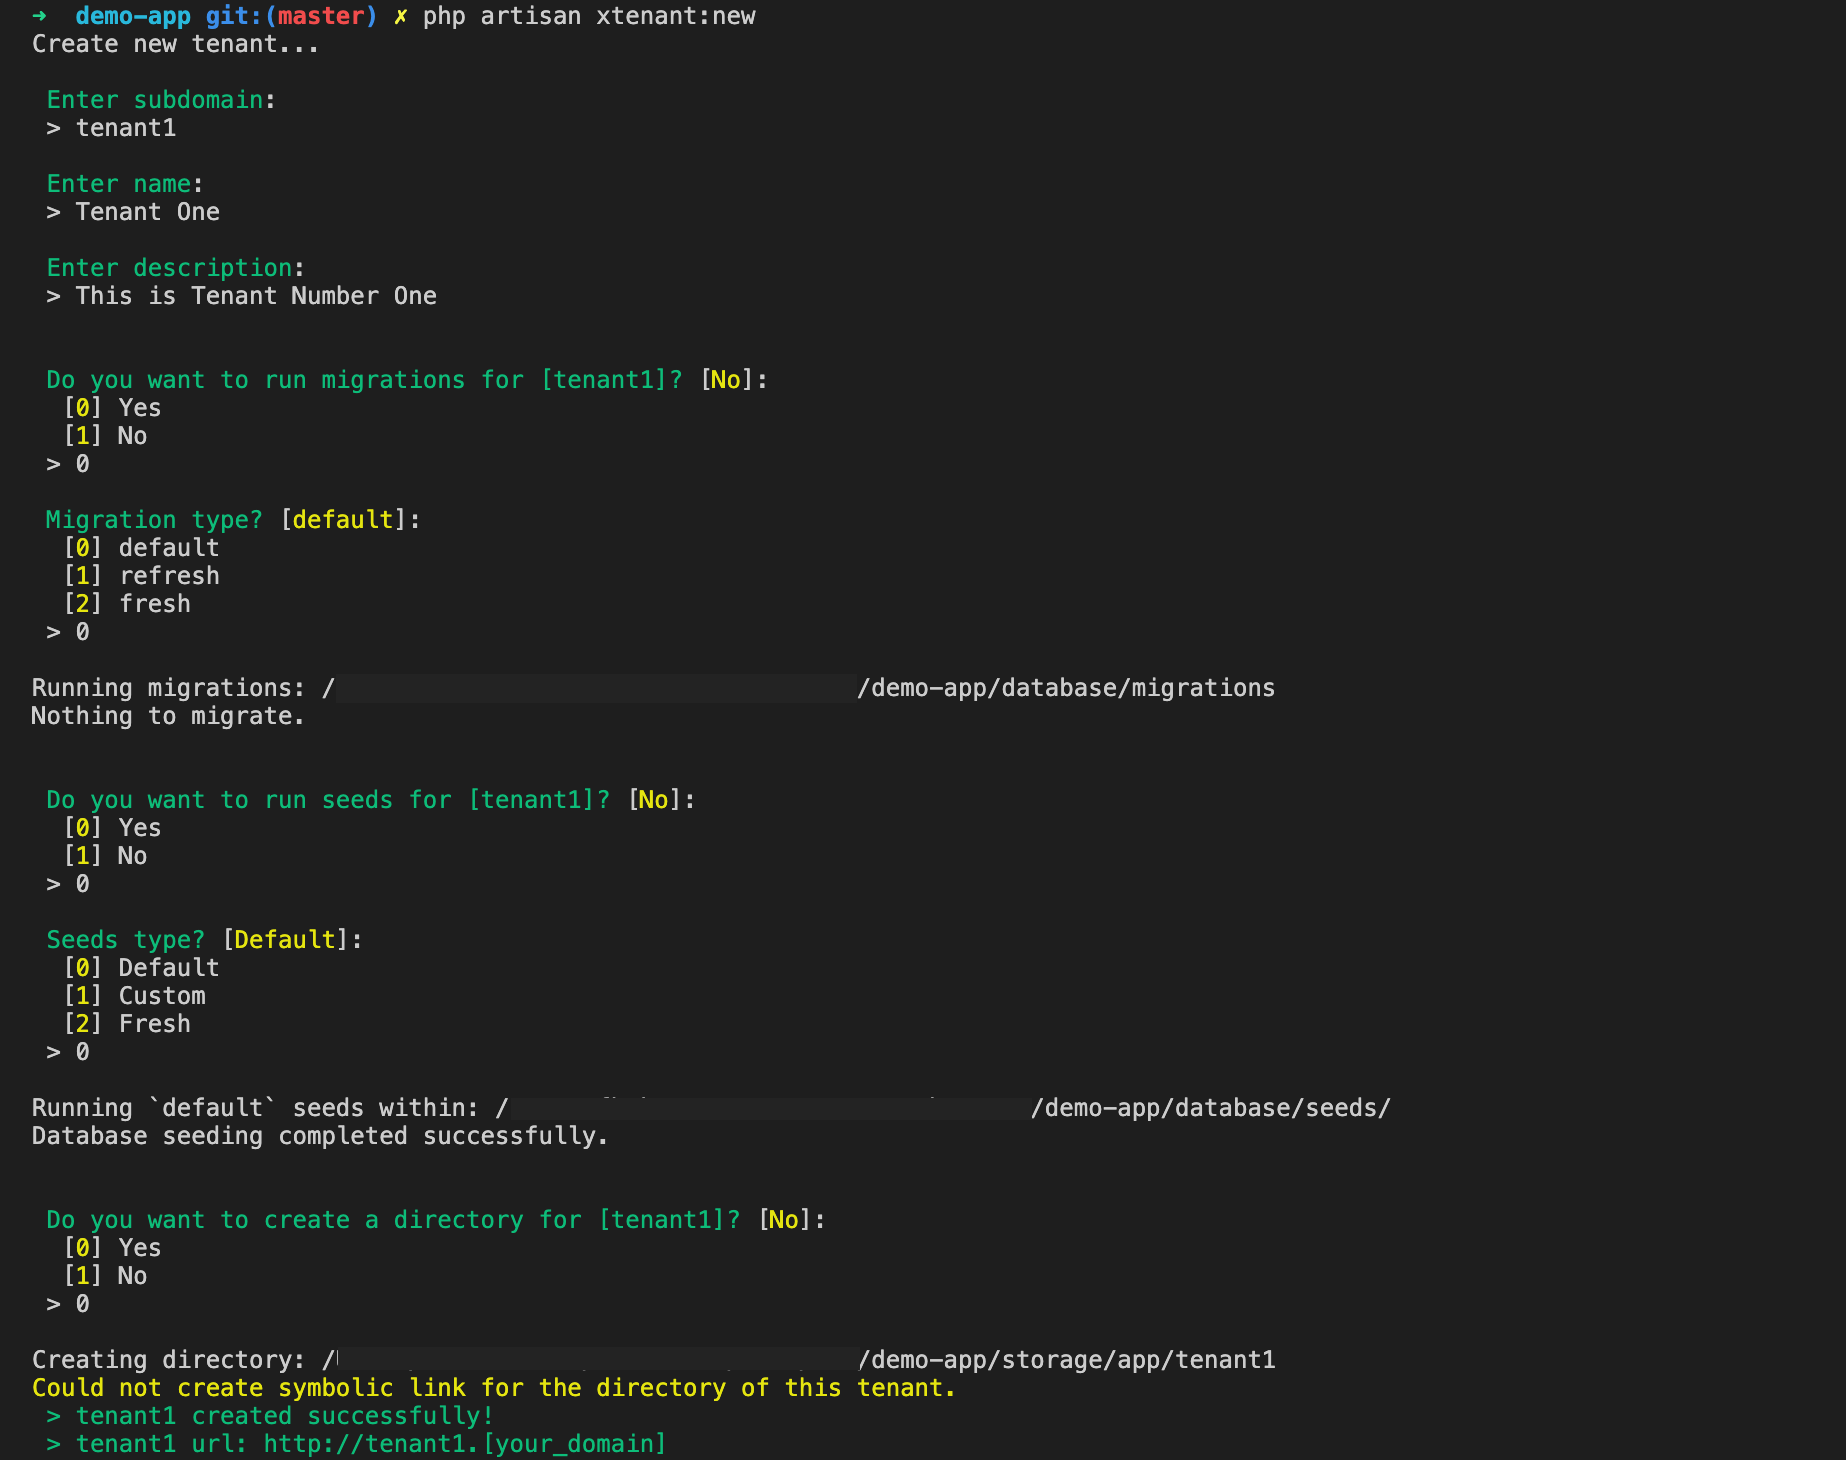 ➜  demo-app git:(master) ✗ php artisan xtenant:new
Create new tenant...
Enter subdomain:
> tenant1
Enter name:
> Tenant One
Enter description:
> This is Tenant Number One
Do you want to run migrations for [tenant1]? [No]:
[0] Yes
[1] No
> 0
Migration type? [default]:
[0] default
[1] refresh
[2] fresh
> 0
Running migrations: / /demo-app/database/migrations
Nothing to migrate.
Do you want to run seeds for [tenant1]? [No]:
[0] Yes
[1] No
> 0
Seeds type? [Default]:
[0] Default
[1] Custom
[2] Fresh
> 0
Running `default` seeds within: / /demo-app/database/seeds/
Database seeding completed successfully.
Do you want to create a directory for [tenant1]? [No]:
[0] Yes
[1] No
> 0
Creating directory: / /demo-app/storage/app/tenant1
Could not create symbolic link for the directory of this tenant.
> tenant1 created successfully!
> tenant1 url: http://tenant1.[your_domain]